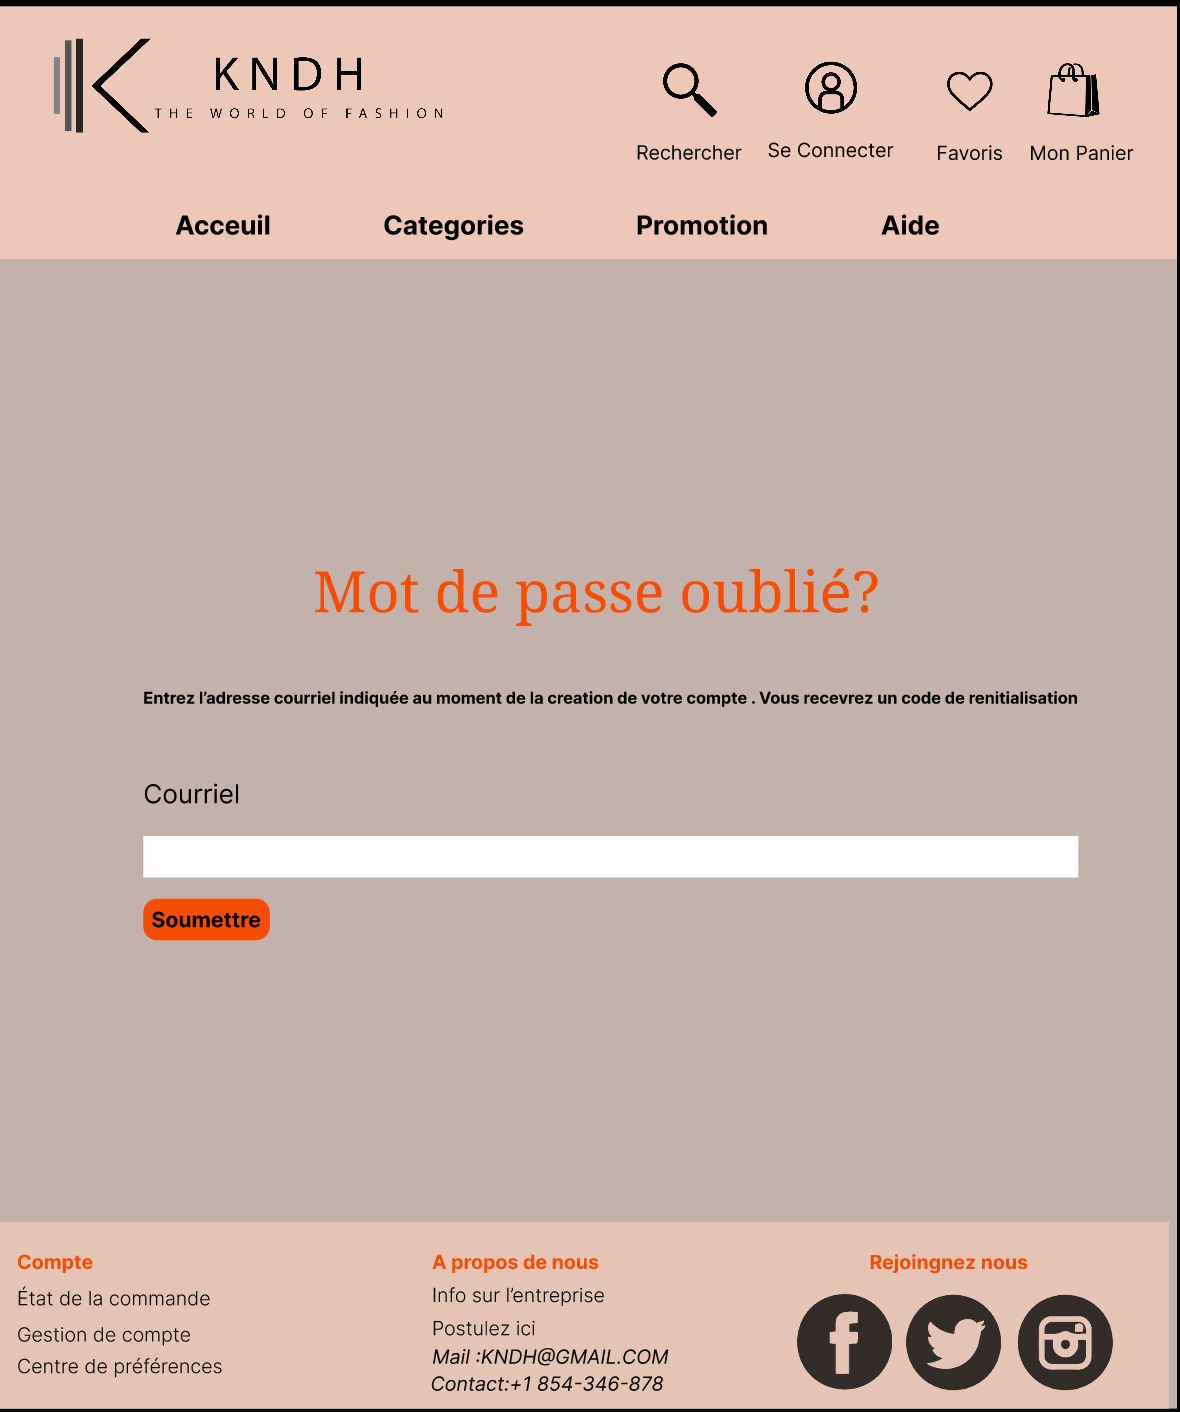 KNDH
THE WORLD OF FASHION
Rechercher
Se Connecter
Favoris
Mon Panier
Acceuil
Categories
Promotion
Aide
Mot de passe oublié?
Entrez l’adresse courriel indiquée au moment de la creation de votre compte . Vous recevrez un code de renitialisation
Courriel
Soumettre
Compte
État de la commande
Gestion de compte
Centre de préférences
A propos de nous
Info sur l’entreprise
Postulez ici
Mail :KNDH@GMAIL.COM
Contact:+1 854-346-878
Rejoingnez nous